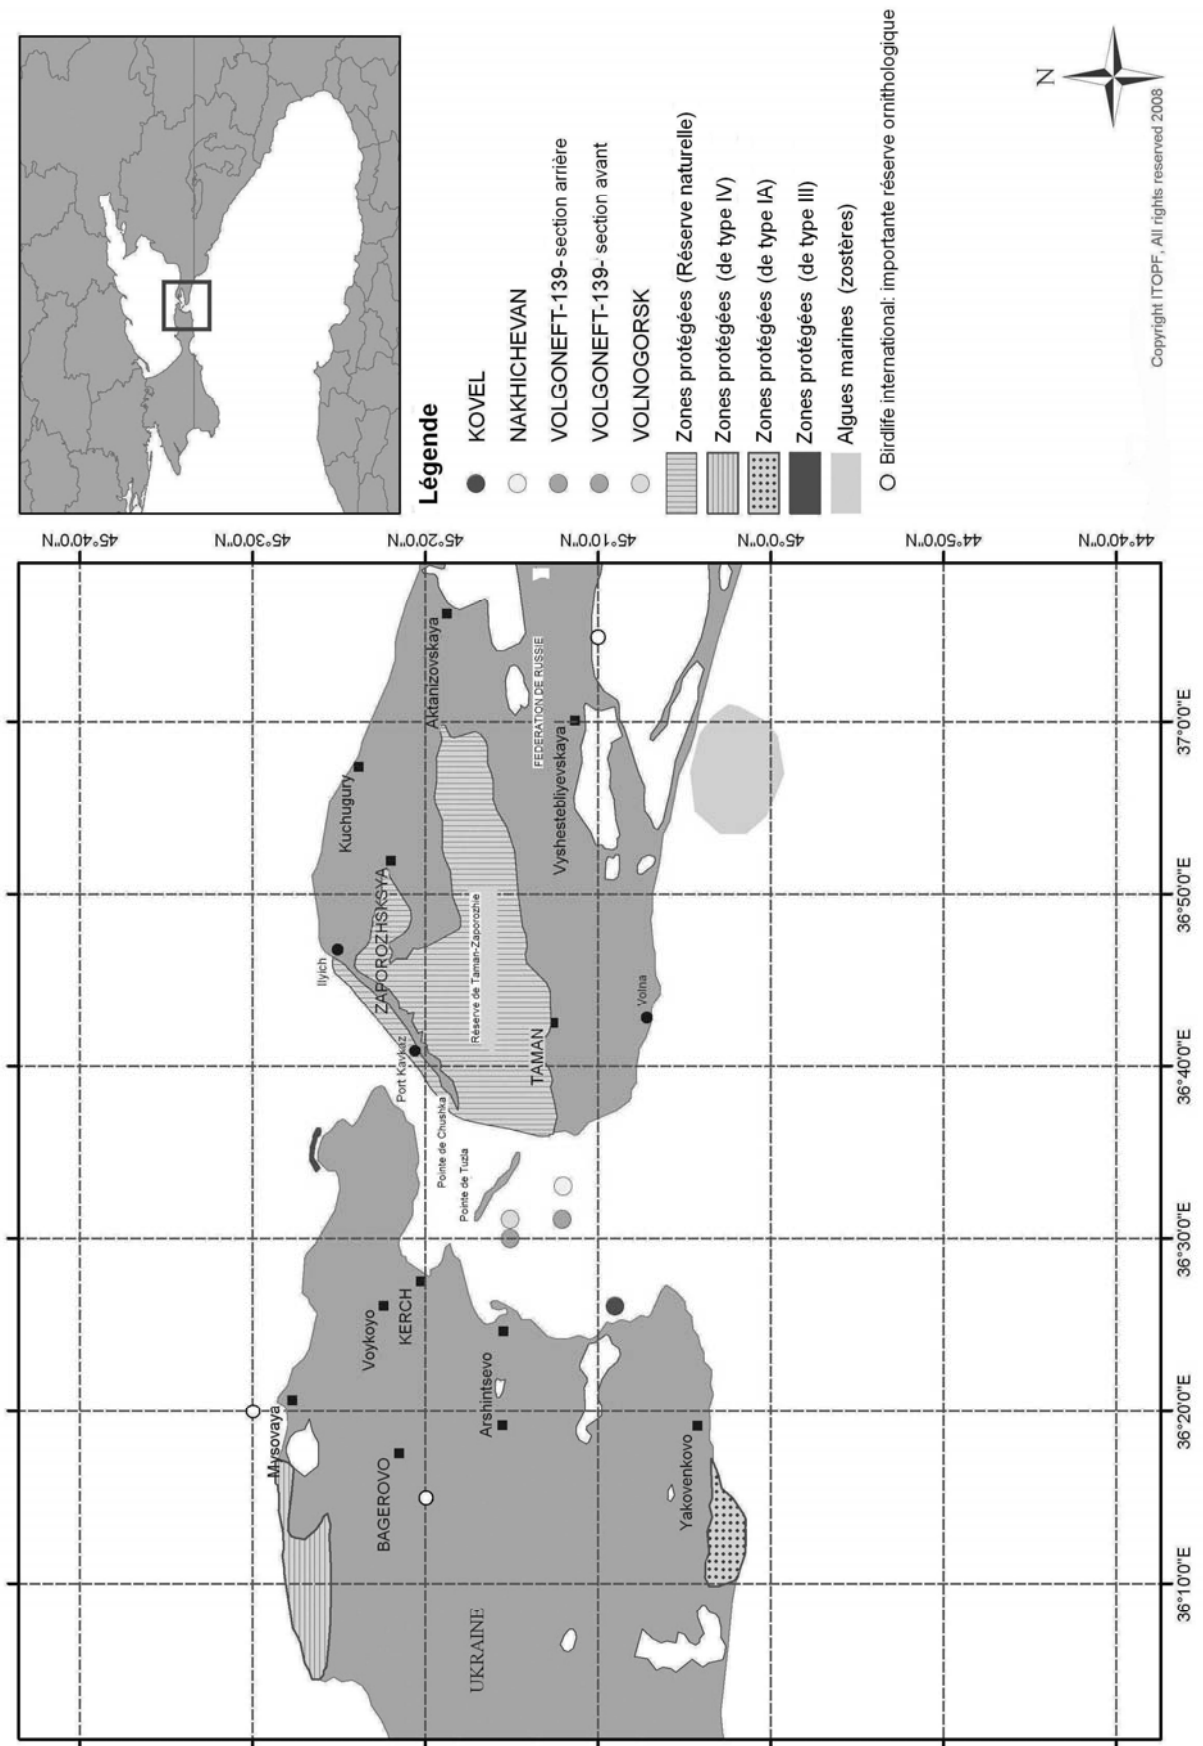 Légende
KOVEL
NAKHICHEVAN
VOLGONEFT-139-section arrière
VOLGONEFT-139- section avant
VOLNOGORSK
Zones protégées (Réserve naturelle)
Zones protégées (de type IV)
Zones protégées (de type IA)
Zones protégées (de type III)
Algues marines (zostères)
Birdlife international: importante réserve ornithologique
N
Copyright ITOPF, All rights reserved 2008
45°40'0"N
45°30'0"N
45°20'0"N
45°10'0"N
45°0'0"N
44°50'0"N
44°40'0"N
36°10'0"E
36°20'0"E
36°30'0"E
36°40'0"E
36°50'0"E
37°0'0"E
Mysovaya
Voykoyo
KERCH
BAGEROVO
Arshintsevo
Yakovenkovo
UKRAINE
Kuchugury
Ilyich
ZAPOROZHSKSYA
Port Kavkaz
Pointe de Chushka
Pointe de Tuzla
Réserve de Taman-Zaporozhie
TAMAN
Volna
Aktanizovskaya
FEDERATION DE RUSSIE
Vyshestebliyevskaya